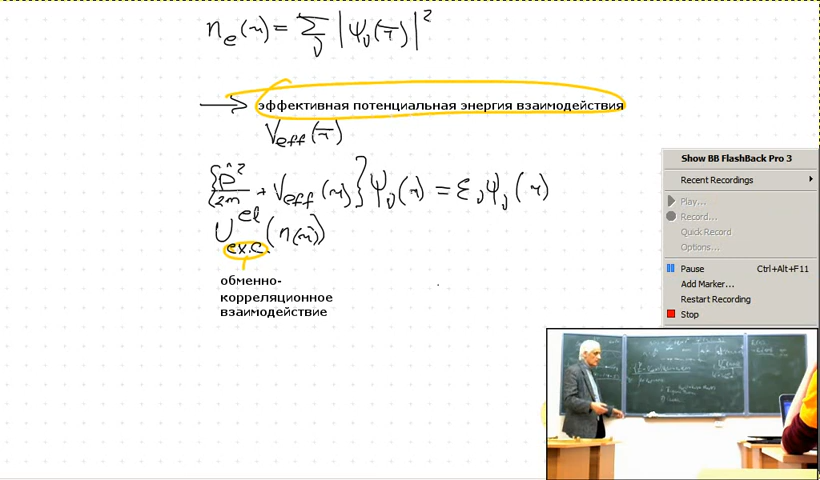 n_e(r) = Σ_ν |Ψ_ν(r̄)|²
→ эффективная потенциальная энергия взаимодействия
V_eff(r̄)
{p̂²/2m + V_eff(r)} Ψ_ν(r) = ε_ν Ψ_ν(r)
U^el_ex.c.(n(r))
обменно-
корреляционное
взаимодействие
Show BB FlashBack Pro 3
Recent Recordings
Play...
Record...
Quick Record
Options...
Pause Ctrl+Alt+F11
Add Marker...
Restart Recording
Stop